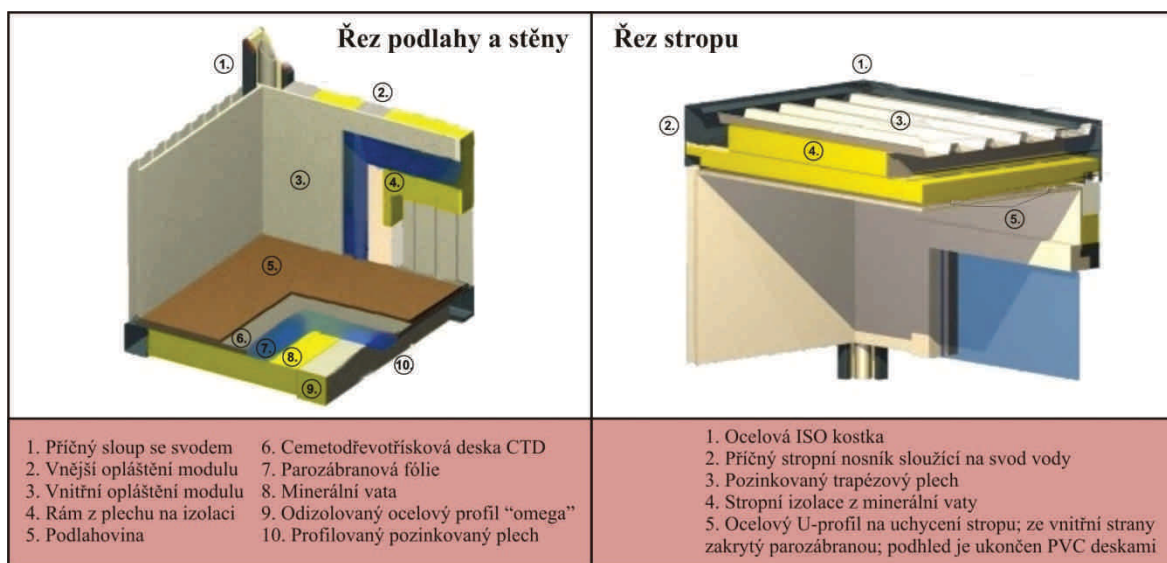 Řez podlahy a stěny
1.
2.
3.
4.
5.
6.
7.
8.
9.
10.
1. Příčný sloup se svodem
2. Vnější opláštění modulu
3. Vnitřní opláštění modulu
4. Rám z plechu na izolaci
5. Podlahovina
6. Cemetodřevotřísková deska CTD
7. Parozábranová fólie
8. Minerální vata
9. Odizolovaný ocelový profil “omega”
10. Profilovaný pozinkovaný plech
Řez stropu
1.
2.
3.
4.
5.
1. Ocelová ISO kostka
2. Příčný stropní nosník sloužící na svod vody
3. Pozinkovaný trapézový plech
4. Stropní izolace z minerální vaty
5. Ocelový U-profil na uchycení stropu; ze vnitřní strany
zakrytý parozábranou; podhled je ukončen PVC deskami